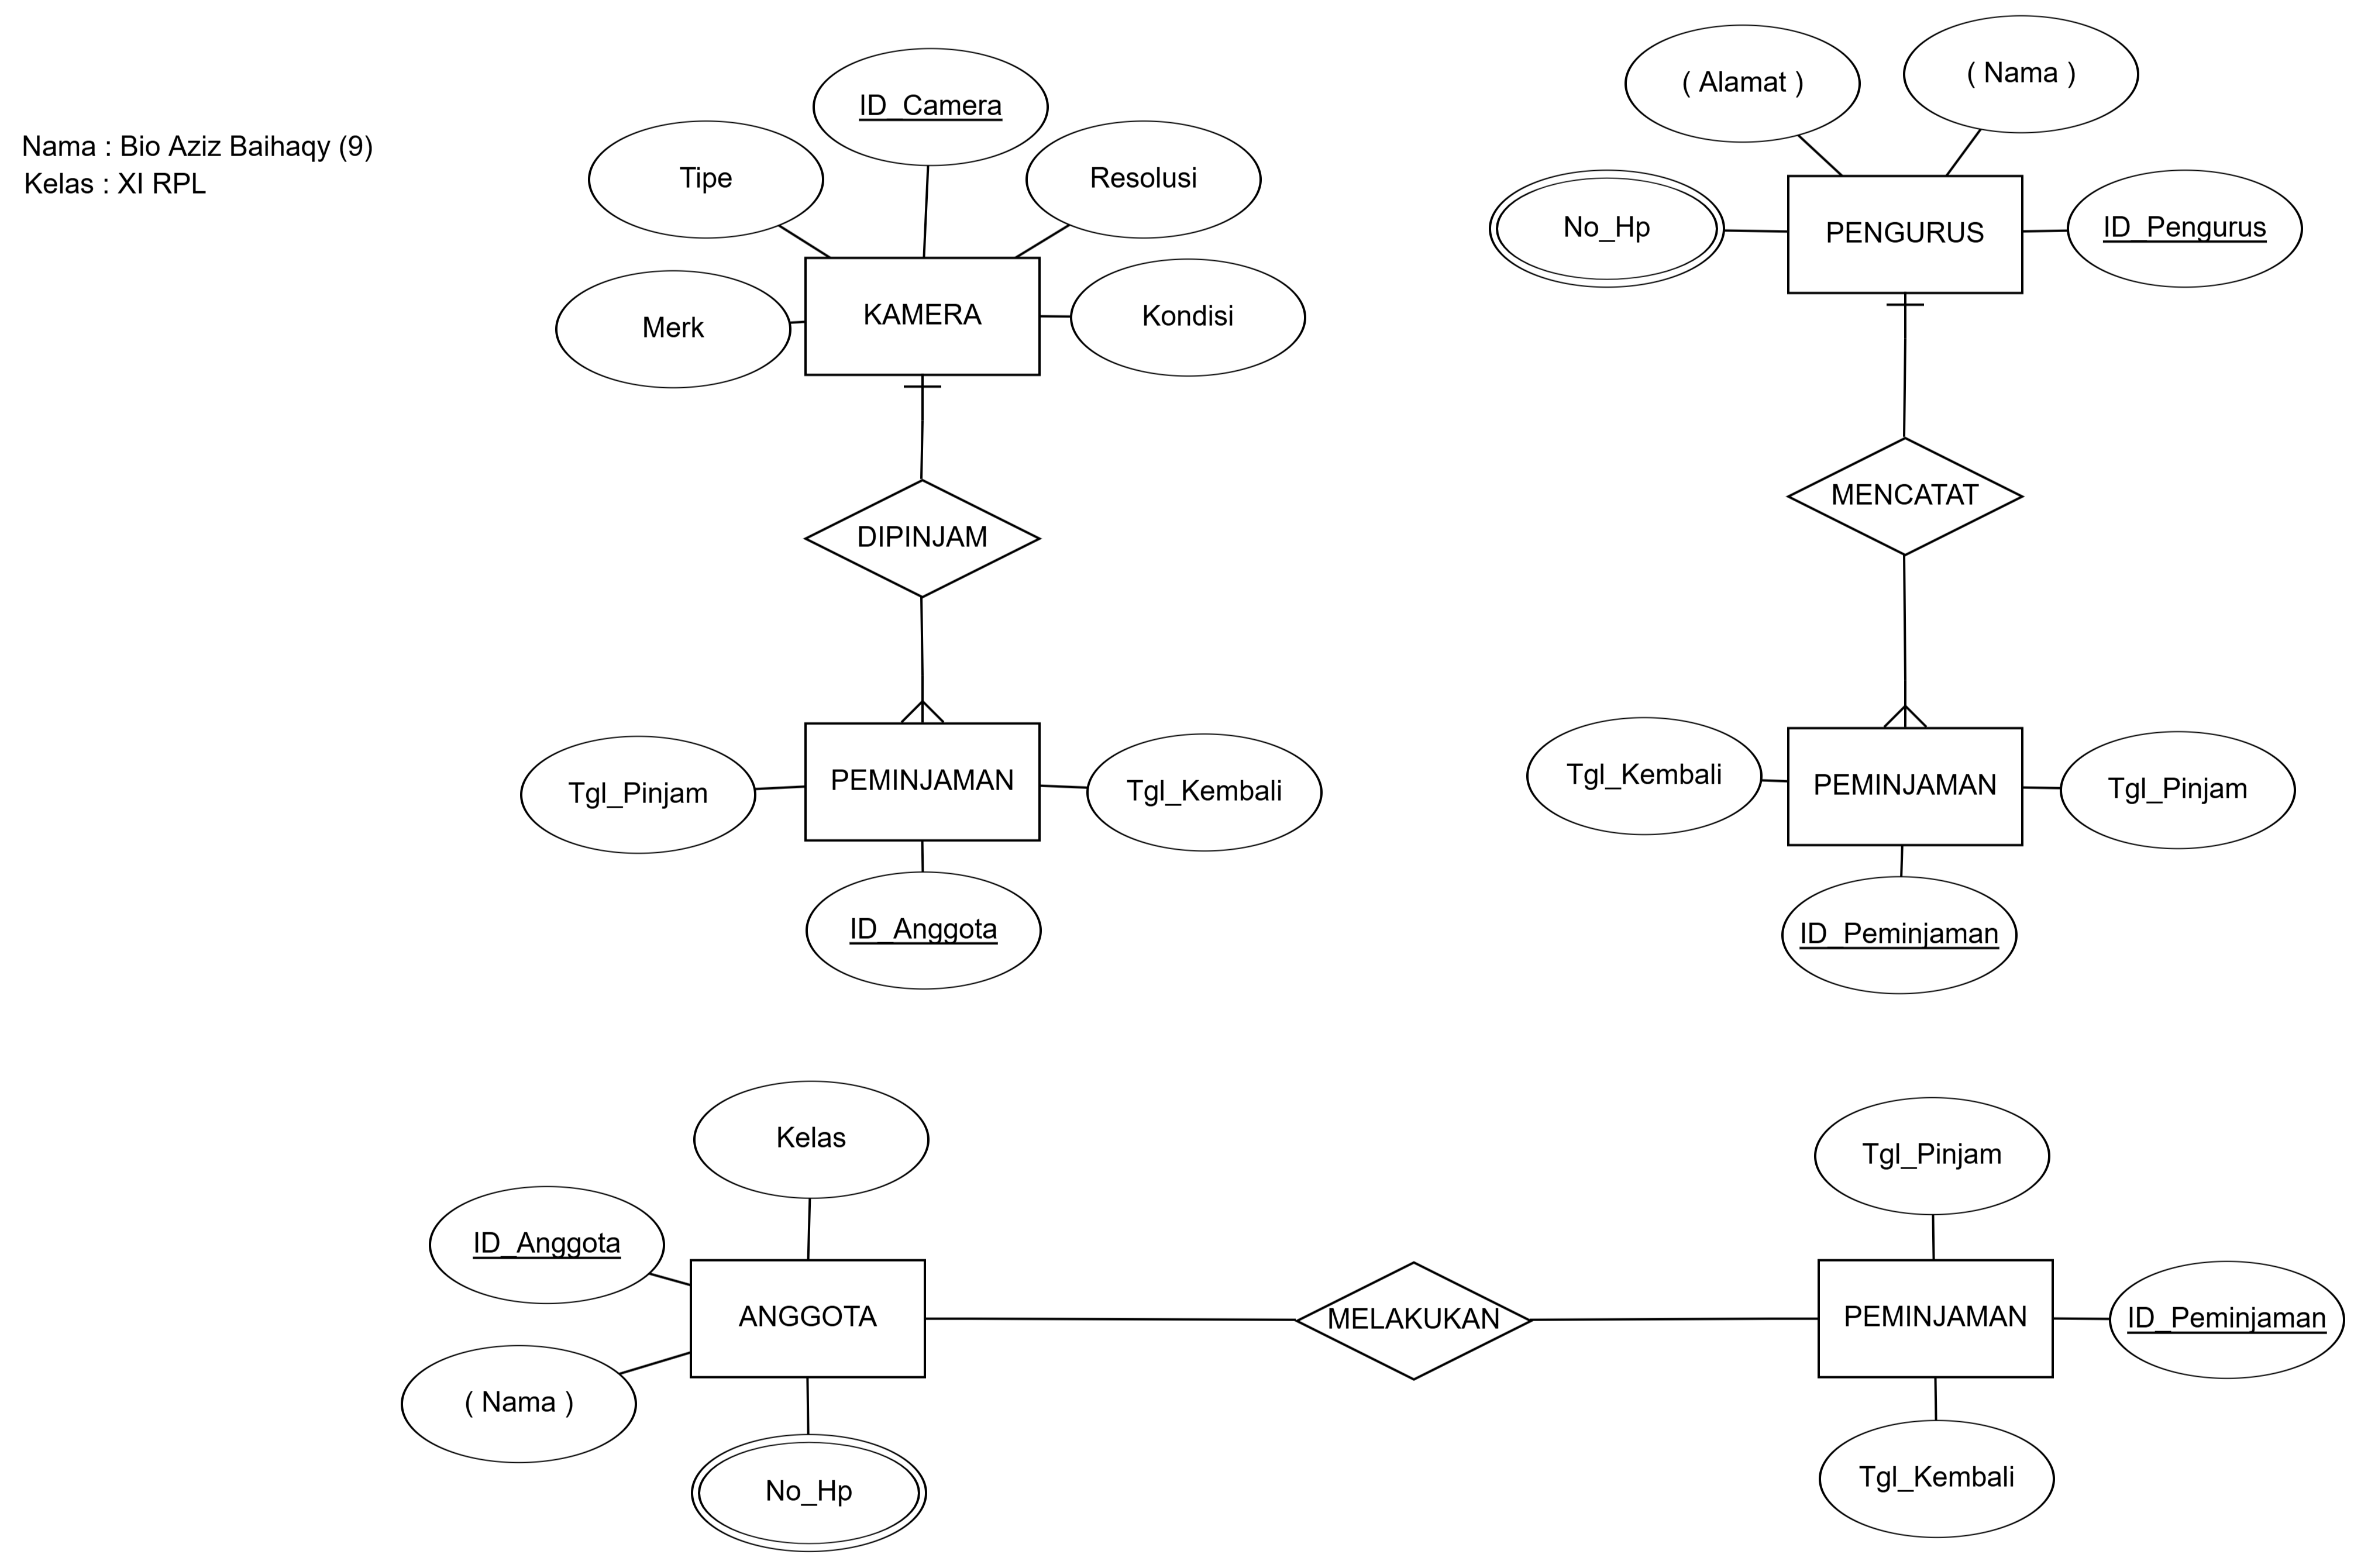 Nama : Bio Aziz Baihaqy (9)
Kelas : XI RPL
ID_Camera
Tipe
Resolusi
Merk
KAMERA
Kondisi
DIPINJAM
Tgl_Pinjam
PEMINJAMAN
Tgl_Kembali
ID_Anggota
( Alamat )
( Nama )
No_Hp
PENGURUS
ID_Pengurus
MENCATAT
Tgl_Kembali
PEMINJAMAN
Tgl_Pinjam
ID_Peminjaman
Kelas
ID_Anggota
ANGGOTA
( Nama )
No_Hp
MELAKUKAN
Tgl_Pinjam
PEMINJAMAN
ID_Peminjaman
Tgl_Kembali